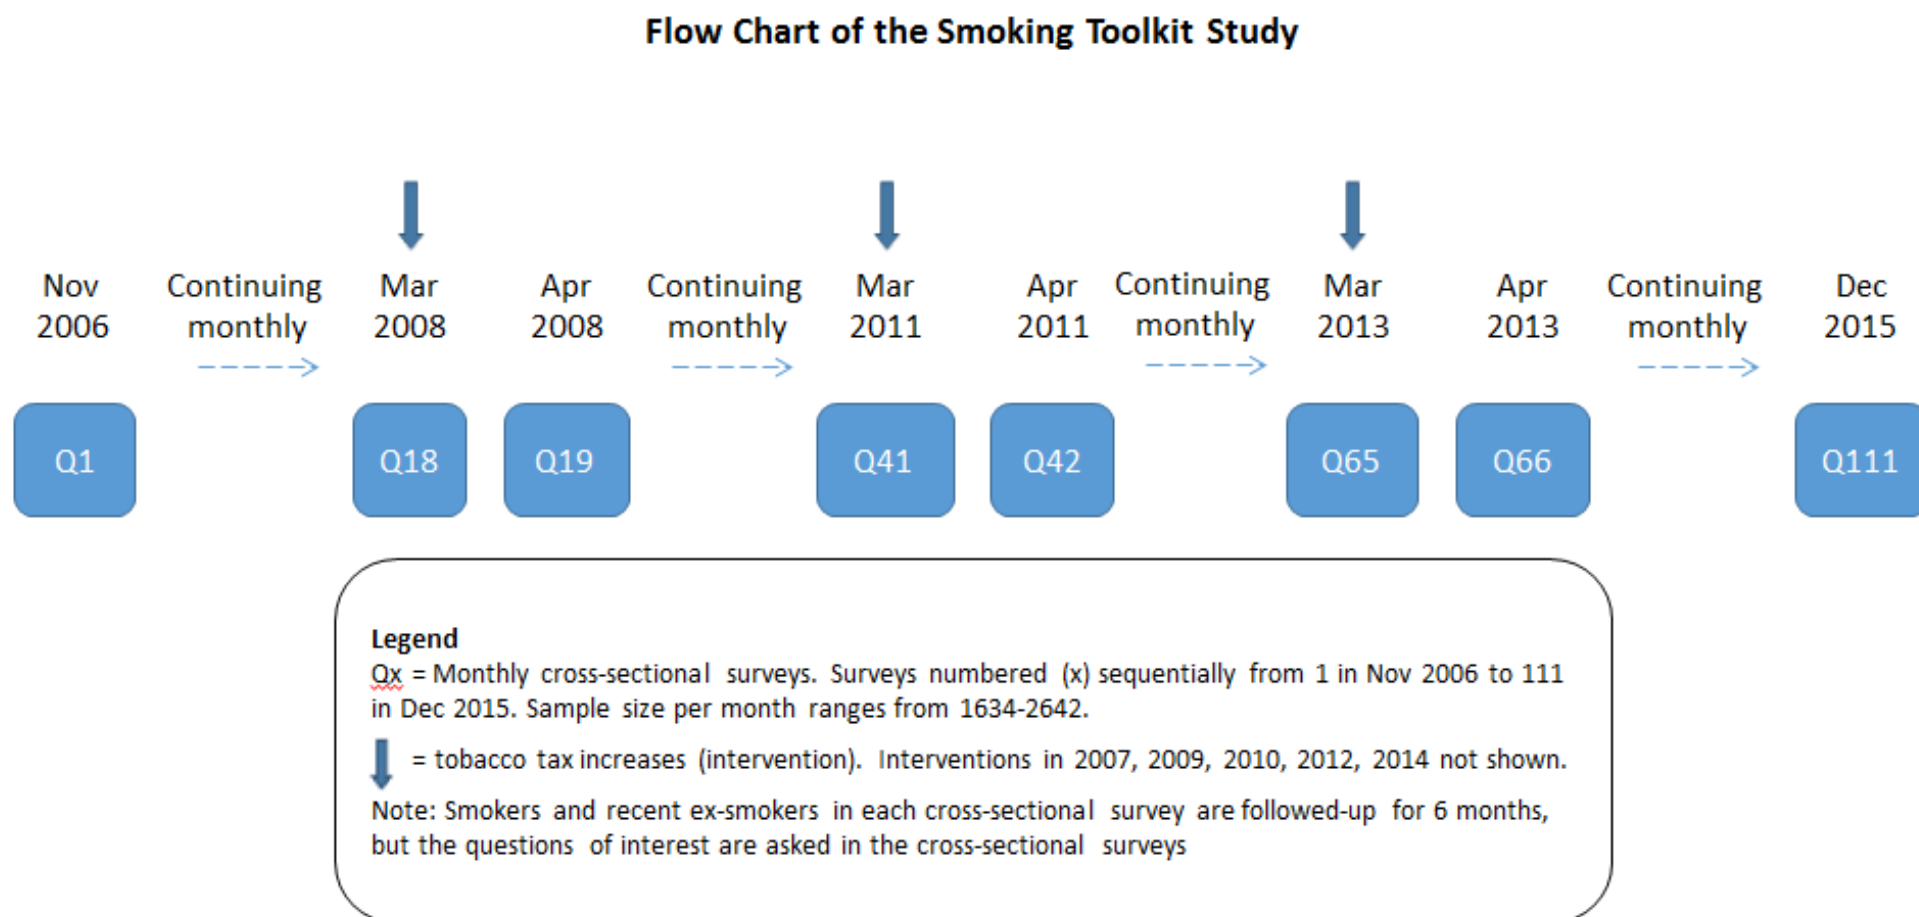 Flow Chart of the Smoking Toolkit Study
Nov
2006
Continuing
monthly
Mar
2008
Apr
2008
Continuing
monthly
Mar
2011
Apr
2011
Continuing
monthly
Mar
2013
Apr
2013
Continuing
monthly
Dec
2015
Q1
Q18
Q19
Q41
Q42
Q65
Q66
Q111
Legend
Qx = Monthly cross-sectional surveys. Surveys numbered (x) sequentially from 1 in Nov 2006 to 111
in Dec 2015. Sample size per month ranges from 1634-2642.
= tobacco tax increases (intervention). Interventions in 2007, 2009, 2010, 2012, 2014 not shown.
Note: Smokers and recent ex-smokers in each cross-sectional survey are followed-up for 6 months,
but the questions of interest are asked in the cross-sectional surveys